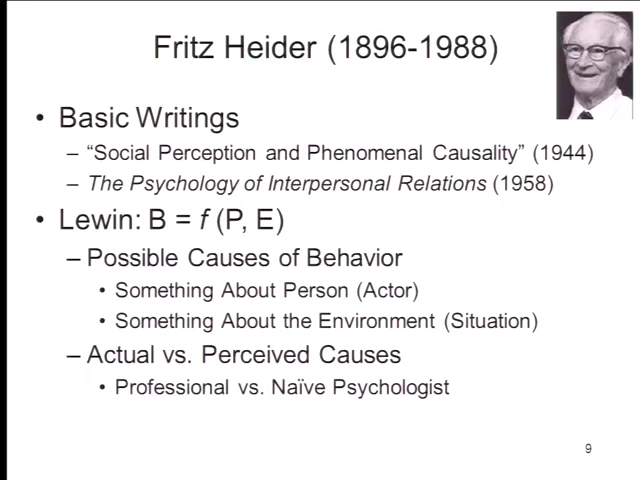 Fritz Heider (1896-1988)
• Basic Writings
– “Social Perception and Phenomenal Causality” (1944)
– The Psychology of Interpersonal Relations (1958)
• Lewin: B = f (P, E)
– Possible Causes of Behavior
• Something About Person (Actor)
• Something About the Environment (Situation)
– Actual vs. Perceived Causes
• Professional vs. Naïve Psychologist
9